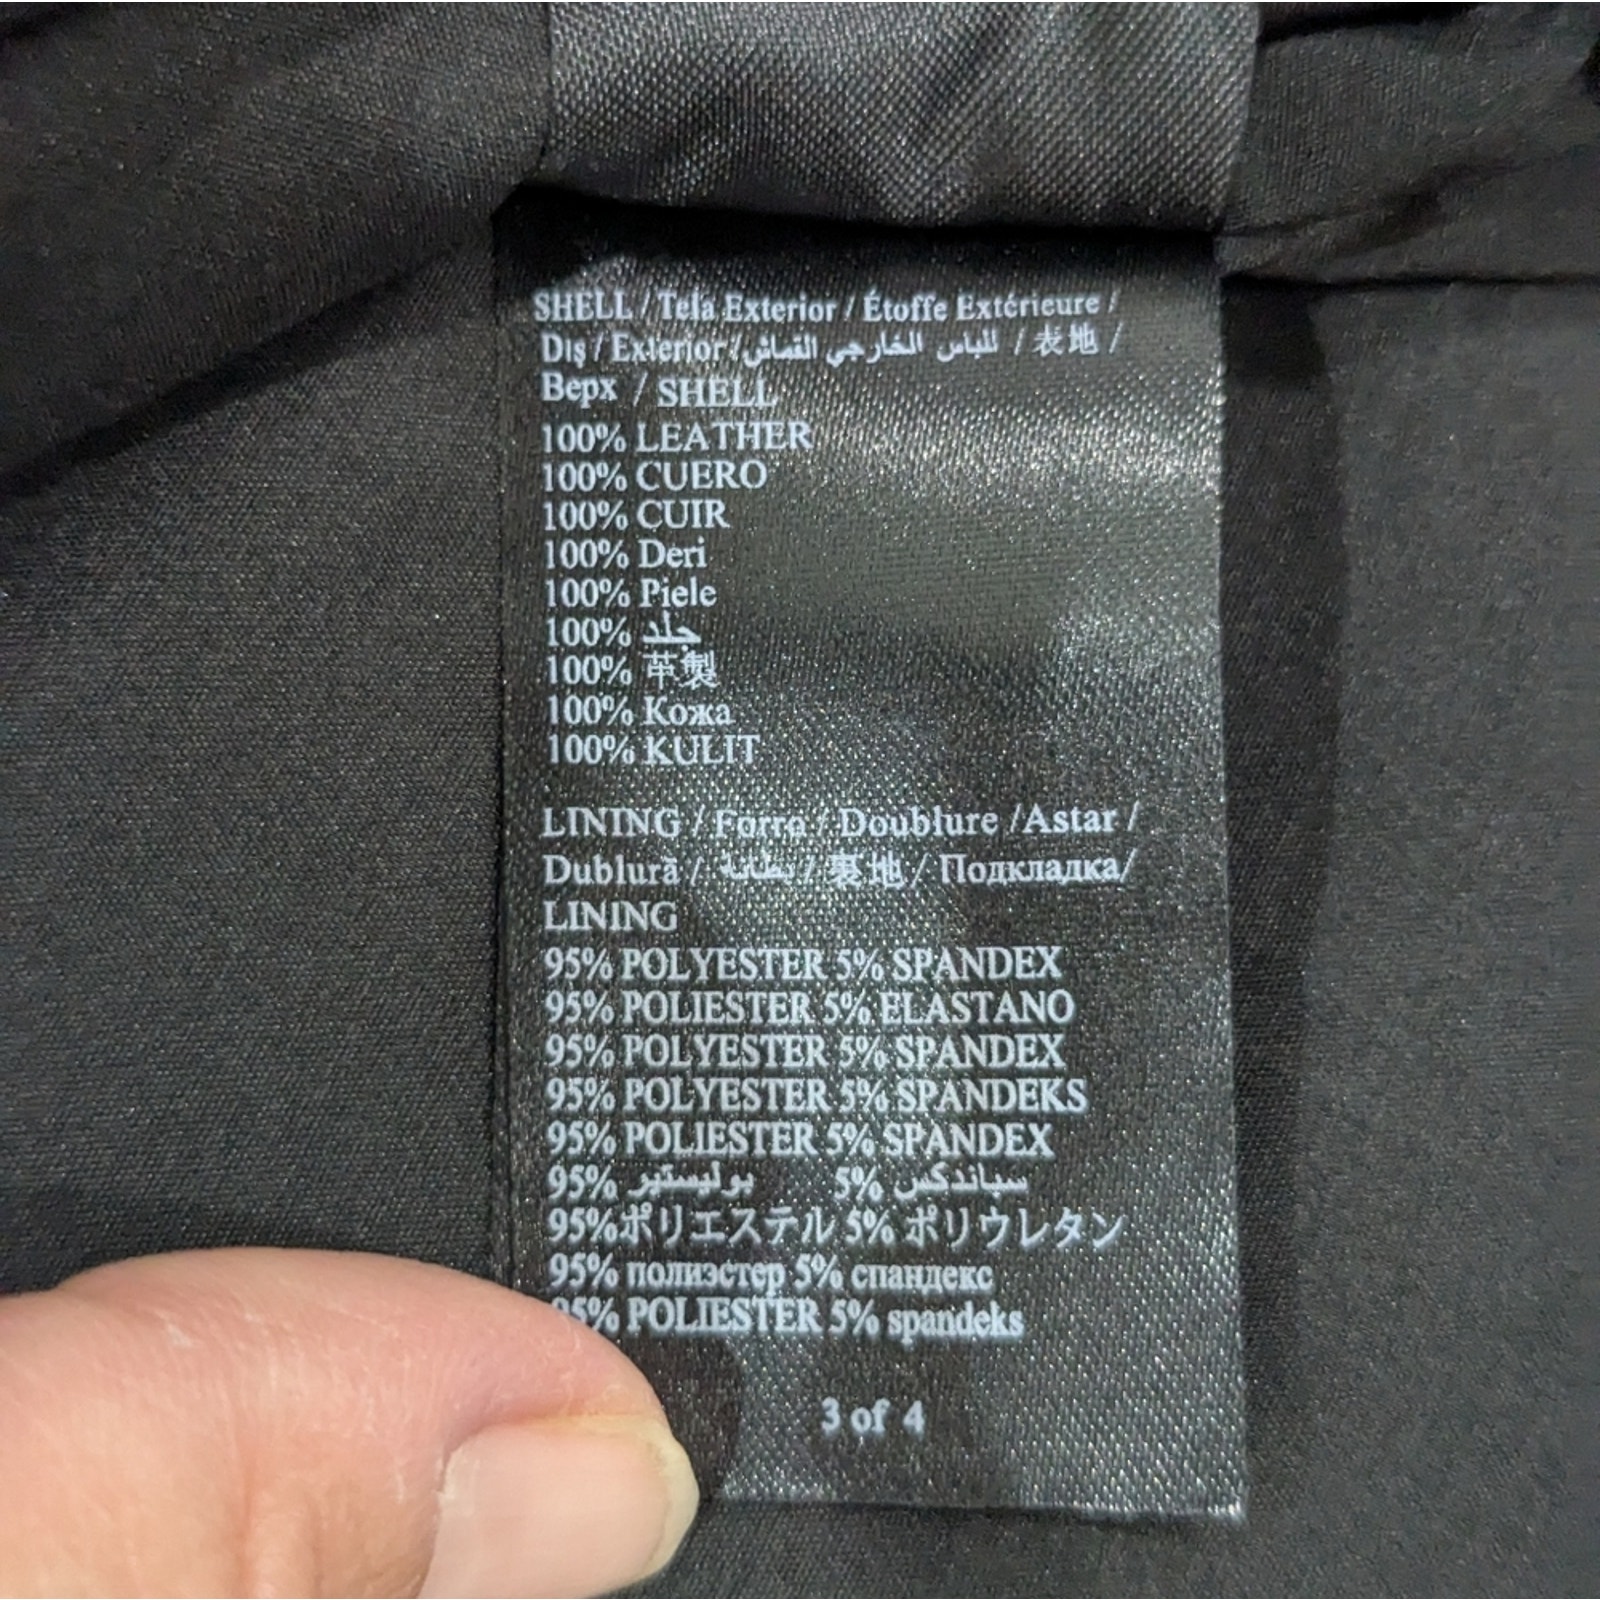 SHELL / Tela Exterior / Étoffe Extérieure /
Dış / Exterior / للباس الخارجي القماش / 表地 /
Верх / SHELL
100% LEATHER
100% CUERO
100% CUIR
100% Deri
100% Piele
100% جلد
100% 革製
100% Кожа
100% KULIT
LINING / Forro / Doublure /Astar /
Dublură / بطانة / 裏地 / Подкладка/
LINING
95% POLYESTER 5% SPANDEX
95% POLIESTER 5% ELASTANO
95% POLYESTER 5% SPANDEX
95% POLYESTER 5% SPANDEKS
95% POLIESTER 5% SPANDEX
95% بوليستير 5% سباندكس
95%ポリエステル 5% ポリウレタン
95% полиэстер 5% спандекс
95% POLIESTER 5% spandeks
3 of 4